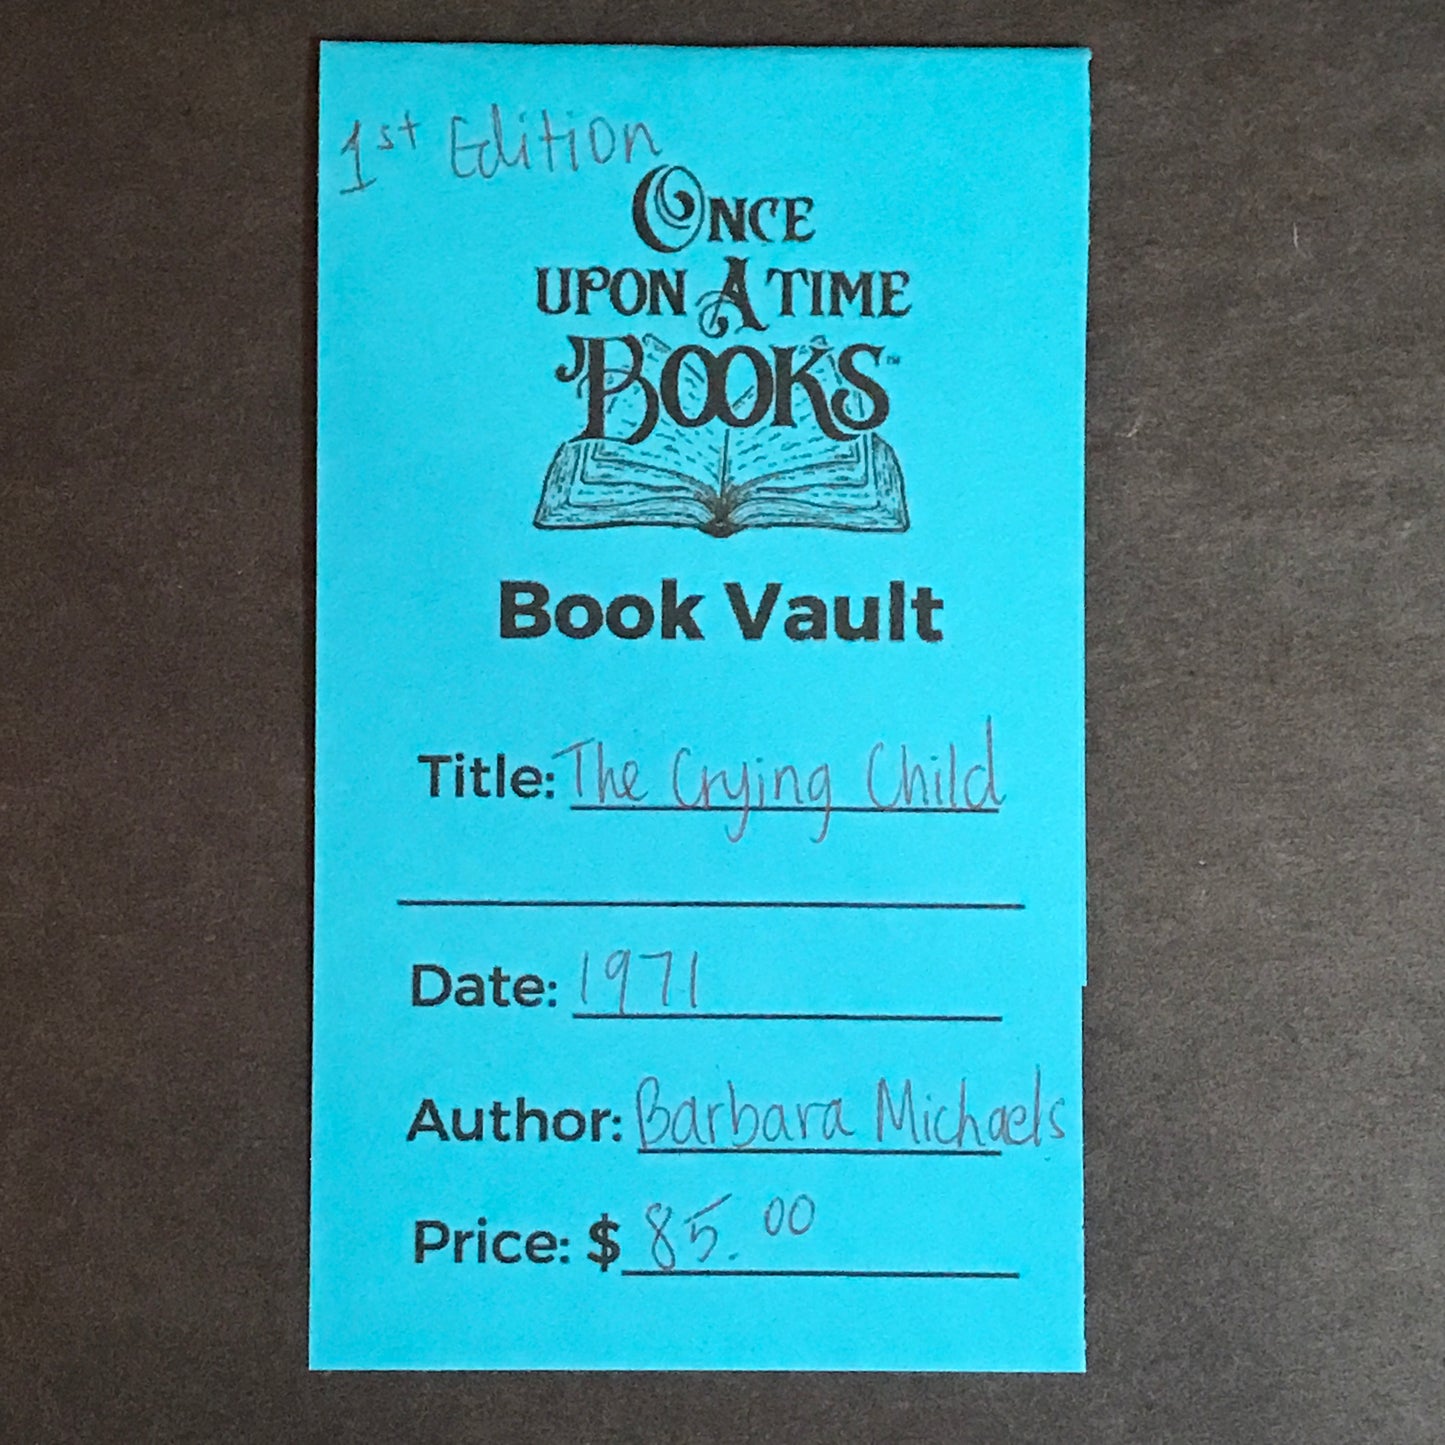 1st Edition
ONCE
UPON A TIME
BOOKS™
Book Vault
Title: The Crying Child
Date: 1971
Author: Barbara Michaels
Price: $ 85.00